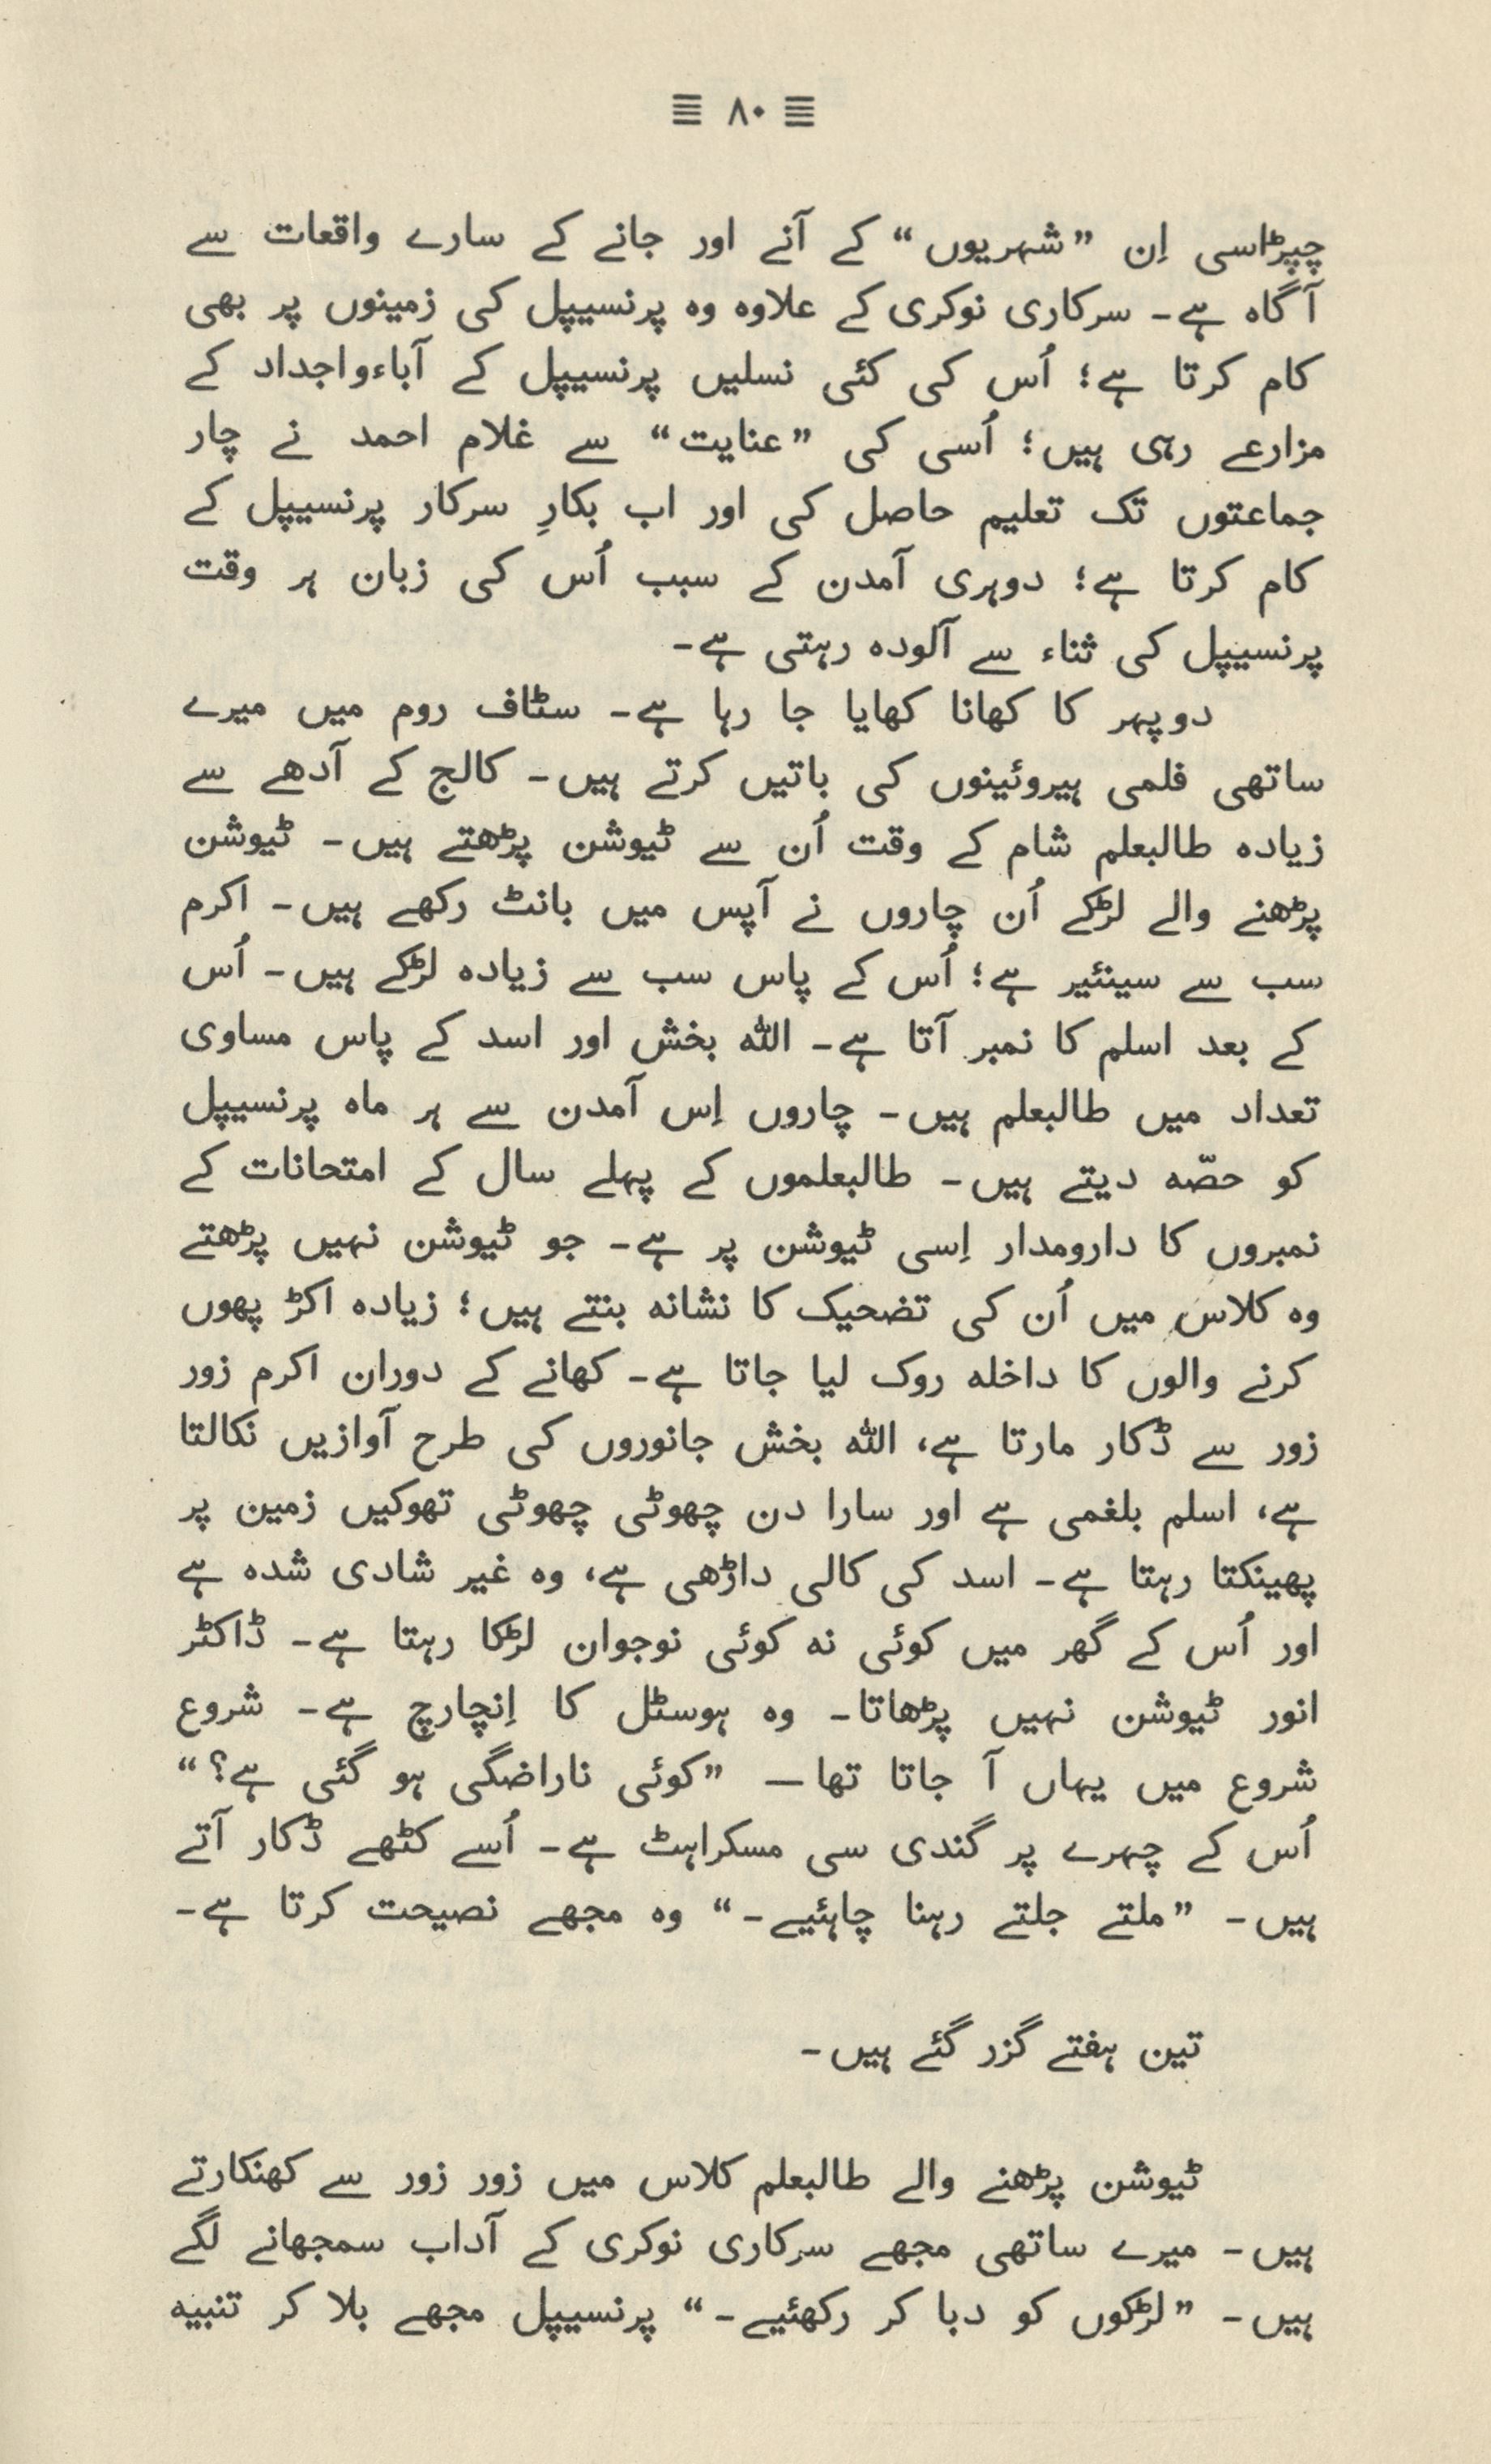 ≣ ۸۰ ≣
چپڑاسی اِن ”شہریوں“ کے آنے اور جانے کے سارے واقعات سے
آگاہ ہے۔ سرکاری نوکری کے علاوہ وہ پرنسیپل کی زمینوں پر بھی
کام کرتا ہے؛ اُس کی کئی نسلیں پرنسیپل کے آباءواجداد کے
مزارعے رہی ہیں؛ اُسی کی ”عنایت“ سے غلام احمد نے چار
جماعتوں تک تعلیم حاصل کی اور اب بکارِ سرکار پرنسیپل کے
کام کرتا ہے؛ دوہری آمدن کے سبب اُس کی زبان ہر وقت
پرنسیپل کی ثناء سے آلودہ رہتی ہے۔
دوپہر کا کھانا کھایا جا رہا ہے۔ سٹاف روم میں میرے
ساتھی فلمی ہیروئینوں کی باتیں کرتے ہیں۔ کالج کے آدھے سے
زیادہ طالبعلم شام کے وقت اُن سے ٹیوشن پڑھتے ہیں۔ ٹیوشن
پڑھنے والے لڑکے اُن چاروں نے آپس میں بانٹ رکھے ہیں۔ اکرم
سب سے سینئیر ہے؛ اُس کے پاس سب سے زیادہ لڑکے ہیں۔ اُس
کے بعد اسلم کا نمبر آتا ہے۔ اللہ بخش اور اسد کے پاس مساوی
تعداد میں طالبعلم ہیں۔ چاروں اِس آمدن سے ہر ماہ پرنسیپل
کو حصّہ دیتے ہیں۔ طالبعلموں کے پہلے سال کے امتحانات کے
نمبروں کا دارومدار اِسی ٹیوشن پر ہے۔ جو ٹیوشن نہیں پڑھتے
وہ کلاس میں اُن کی تضحیک کا نشانہ بنتے ہیں؛ زیادہ اکڑ پھوں
کرنے والوں کا داخلہ روک لیا جاتا ہے۔ کھانے کے دوران اکرم زور
زور سے ڈکار مارتا ہے، اللہ بخش جانوروں کی طرح آوازیں نکالتا
ہے، اسلم بلغمی ہے اور سارا دن چھوٹی چھوٹی تھوکیں زمین پر
پھینکتا رہتا ہے۔ اسد کی کالی داڑھی ہے، وہ غیر شادی شدہ ہے
اور اُس کے گھر میں کوئی نہ کوئی نوجوان لڑکا رہتا ہے۔ ڈاکٹر
انور ٹیوشن نہیں پڑھاتا۔ وہ ہوسٹل کا اِنچارج ہے۔ شروع
شروع میں یہاں آ جاتا تھا — ”کوئی ناراضگی ہو گئی ہے؟“
اُس کے چہرے پر گندی سی مسکراہٹ ہے۔ اُسے کٹھے ڈکار آتے
ہیں۔ ”ملتے جلتے رہنا چاہئیے۔“ وہ مجھے نصیحت کرتا ہے۔
تین ہفتے گزر گئے ہیں۔
ٹیوشن پڑھنے والے طالبعلم کلاس میں زور زور سے کھنکارتے
ہیں۔ میرے ساتھی مجھے سرکاری نوکری کے آداب سمجھانے لگے
ہیں۔ ”لڑکوں کو دبا کر رکھئیے۔“ پرنسیپل مجھے بلا کر تنبیہ